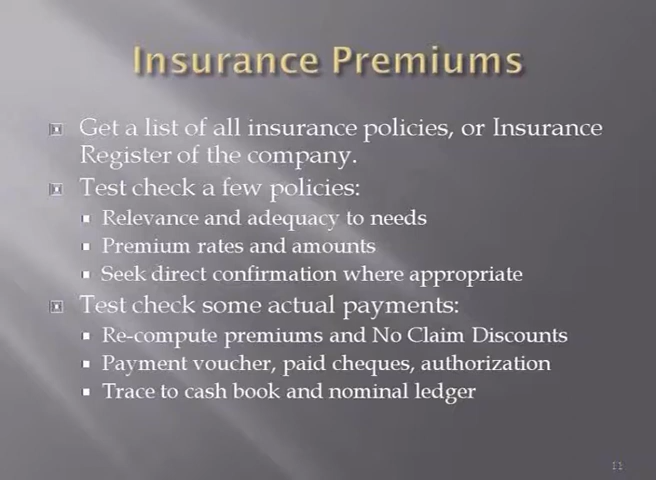 Insurance Premiums
Get a list of all insurance policies, or Insurance
Register of the company.
Test check a few policies:
Relevance and adequacy to needs
Premium rates and amounts
Seek direct confirmation where appropriate
Test check some actual payments:
Re-compute premiums and No Claim Discounts
Payment voucher, paid cheques, authorization
Trace to cash book and nominal ledger
11